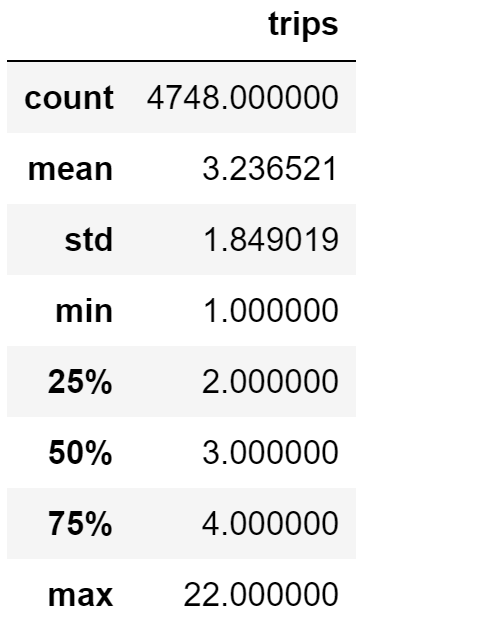 trips
count 4748.000000
mean 3.236521
std 1.849019
min 1.000000
25% 2.000000
50% 3.000000
75% 4.000000
max 22.000000